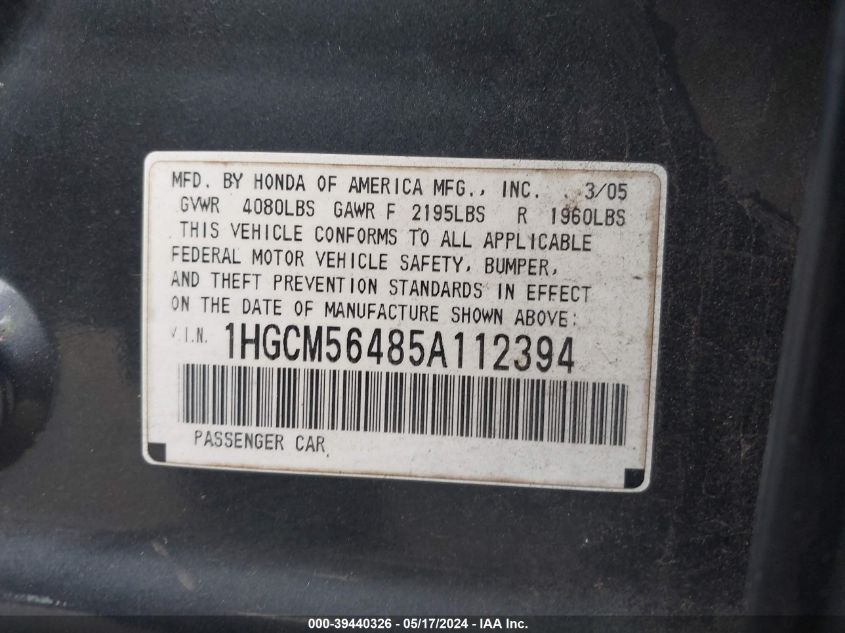 MFD. BY HONDA OF AMERICA MFG., INC. 3/05
GVWR 4080LBS GAWR F 2195LBS R 1960LBS
THIS VEHICLE CONFORMS TO ALL APPLICABLE
FEDERAL MOTOR VEHICLE SAFETY, BUMPER,
AND THEFT PREVENTION STANDARDS IN EFFECT
ON THE DATE OF MANUFACTURE SHOWN ABOVE:
V.I.N. 1HGCM56485A112394
PASSENGER CAR
000-39440326 - 05/17/2024 - IAA Inc.